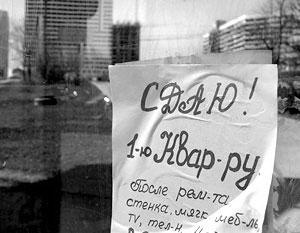 СДАЮ!
1-ю Квар-ру.
После рем-та
стенка, мягк меб-ль,
TV, тел-н